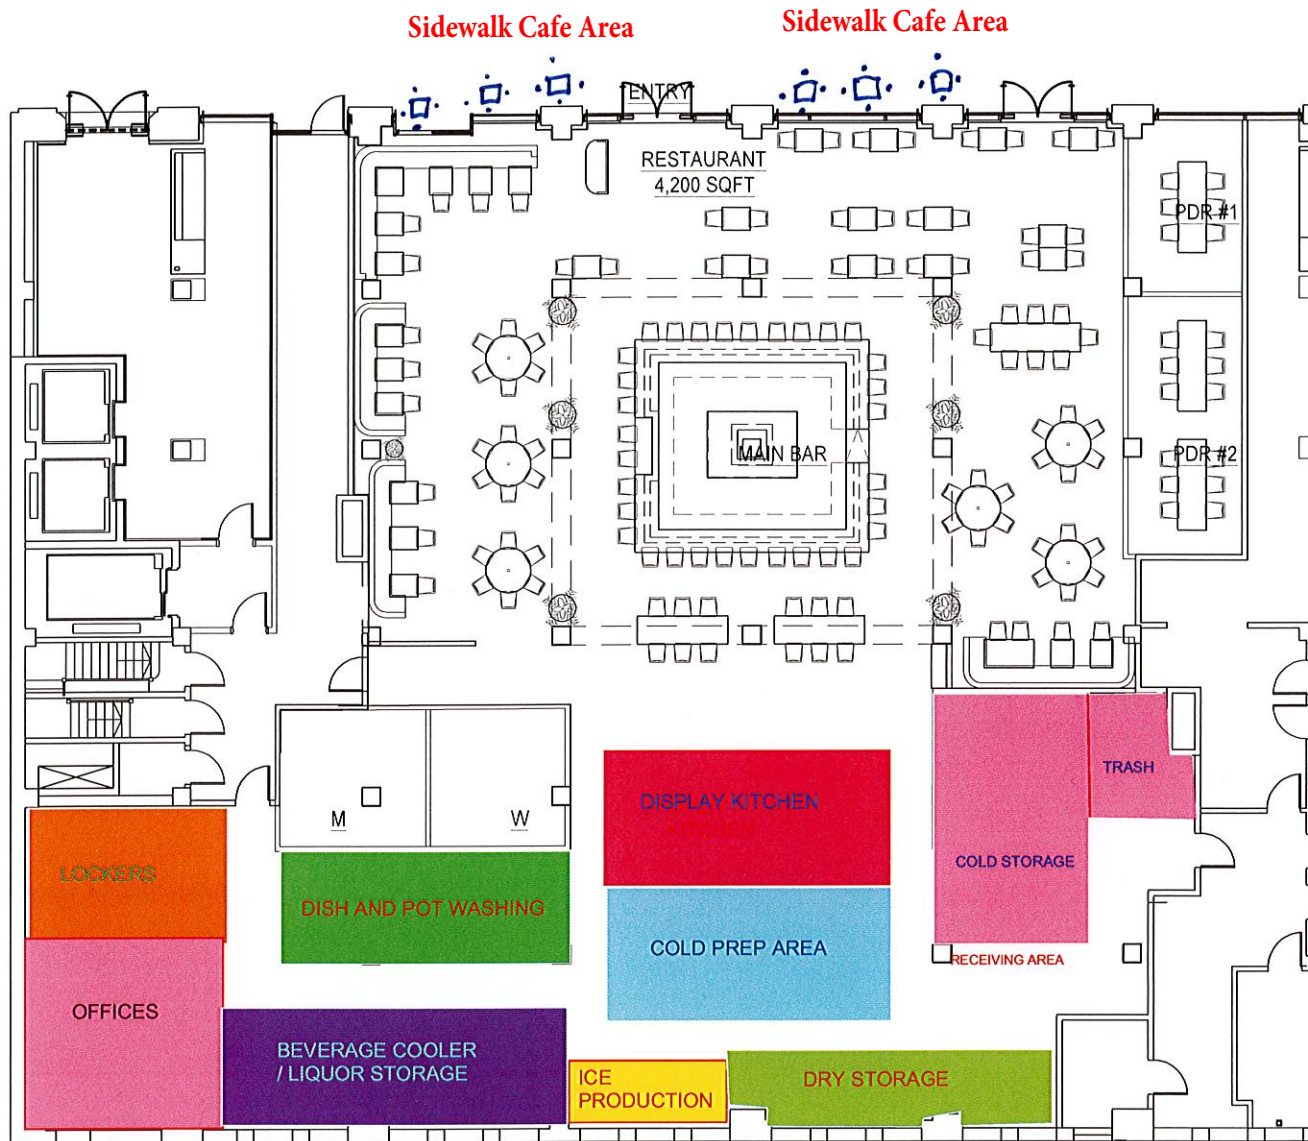 Sidewalk Cafe Area
Sidewalk Cafe Area
ENTRY
RESTAURANT
4,200 SQFT
PDR #1
MAIN BAR
PDR #2
TRASH
DISPLAY KITCHEN
KITCHEN
M
W
COLD STORAGE
LOCKERS
DISH AND POT WASHING
COLD PREP AREA
RECEIVING AREA
OFFICES
BEVERAGE COOLER
/ LIQUOR STORAGE
ICE
PRODUCTION
DRY STORAGE